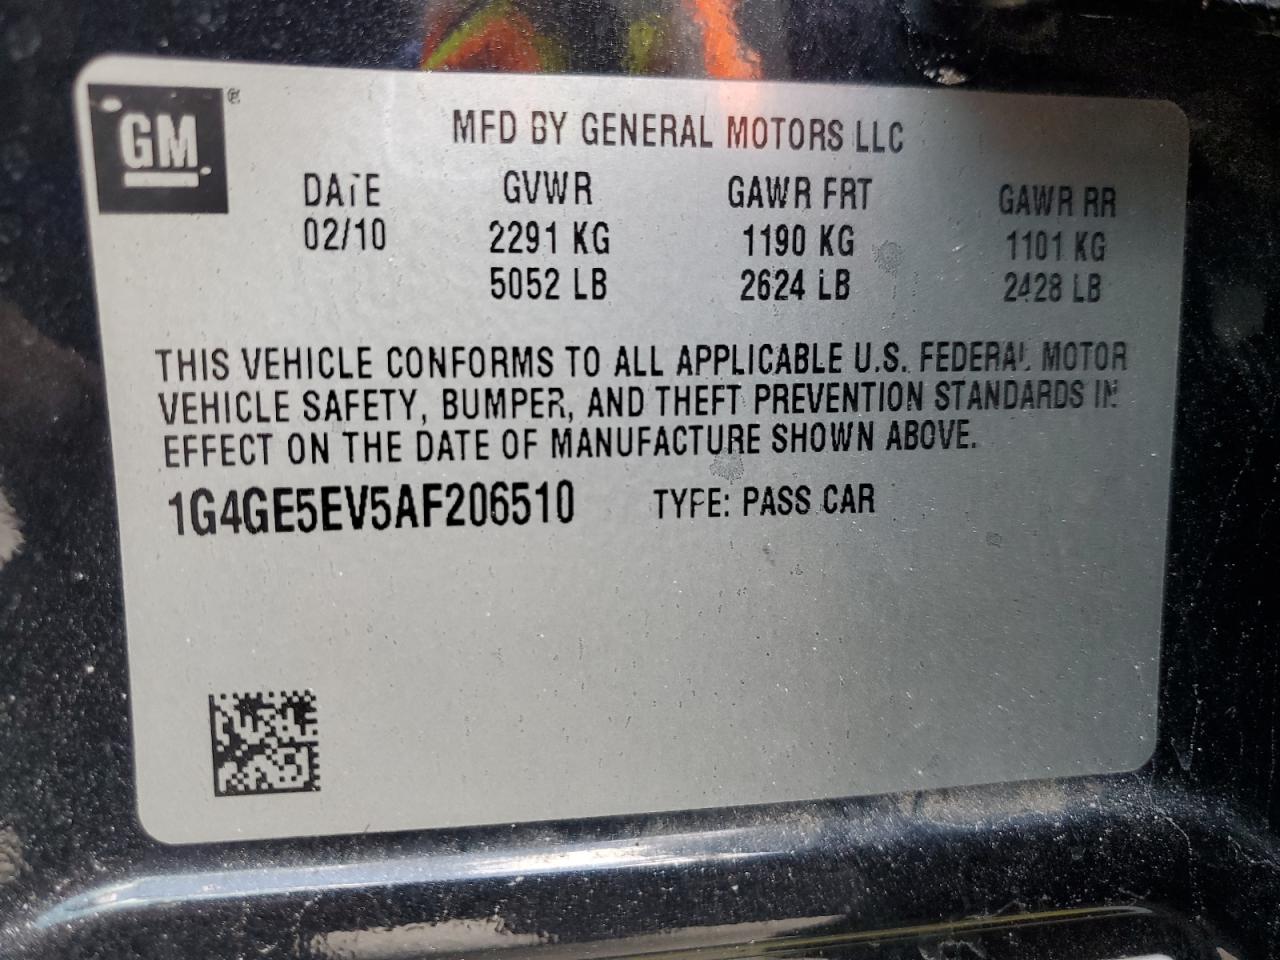 GM ®
MFD BY GENERAL MOTORS LLC
DATE GVWR GAWR FRT GAWR RR
02/10 2291 KG 1190 KG 1101 KG
5052 LB 2624 LB 2428 LB
THIS VEHICLE CONFORMS TO ALL APPLICABLE U.S. FEDERAL MOTOR
VEHICLE SAFETY, BUMPER, AND THEFT PREVENTION STANDARDS IN
EFFECT ON THE DATE OF MANUFACTURE SHOWN ABOVE.
1G4GE5EV5AF206510 TYPE: PASS CAR